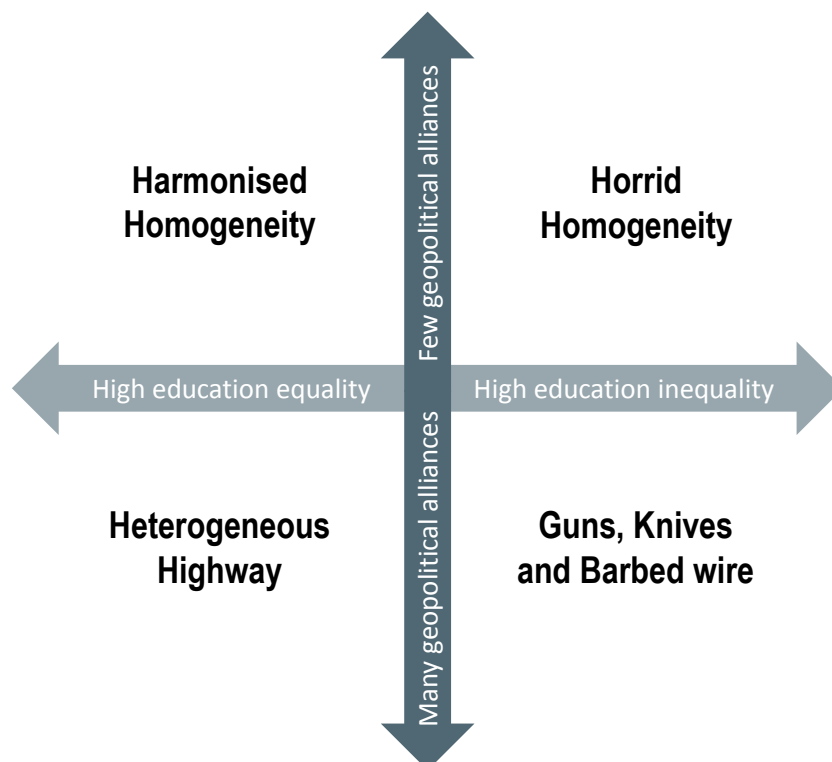 Few geopolitical alliances
Harmonised
Homogeneity
Horrid
Homogeneity
High education equality
High education inequality
Many geopolitical alliances
Heterogeneous
Highway
Guns, Knives
and Barbed wire